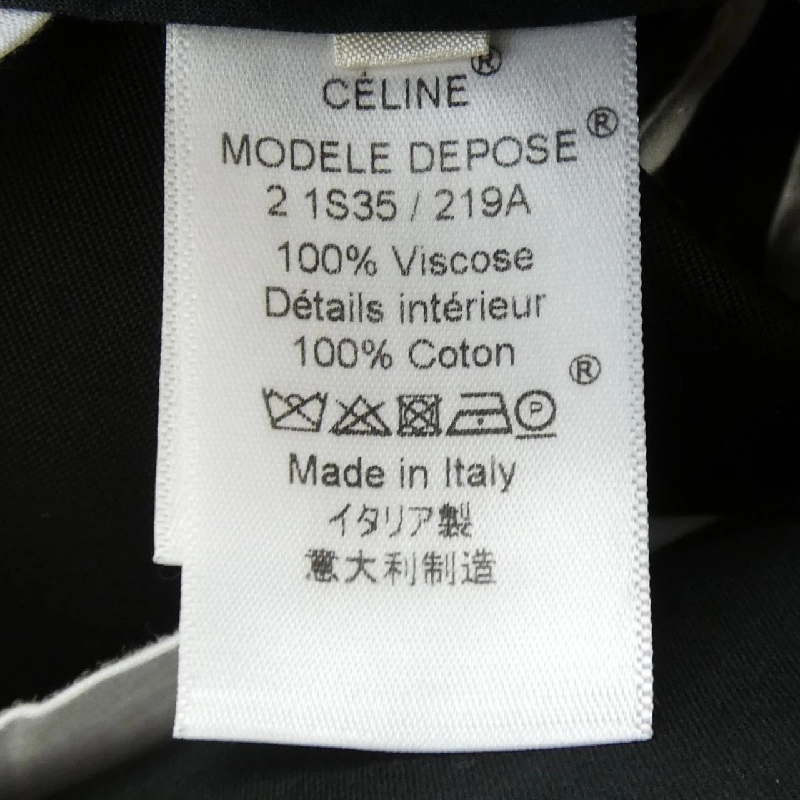 CÉLINE®
MODELE DEPOSE®
2 1S35 / 219A
100% Viscose
Détails intérieur
100% Coton
®
P
Made in Italy
イタリア製
意大利制造